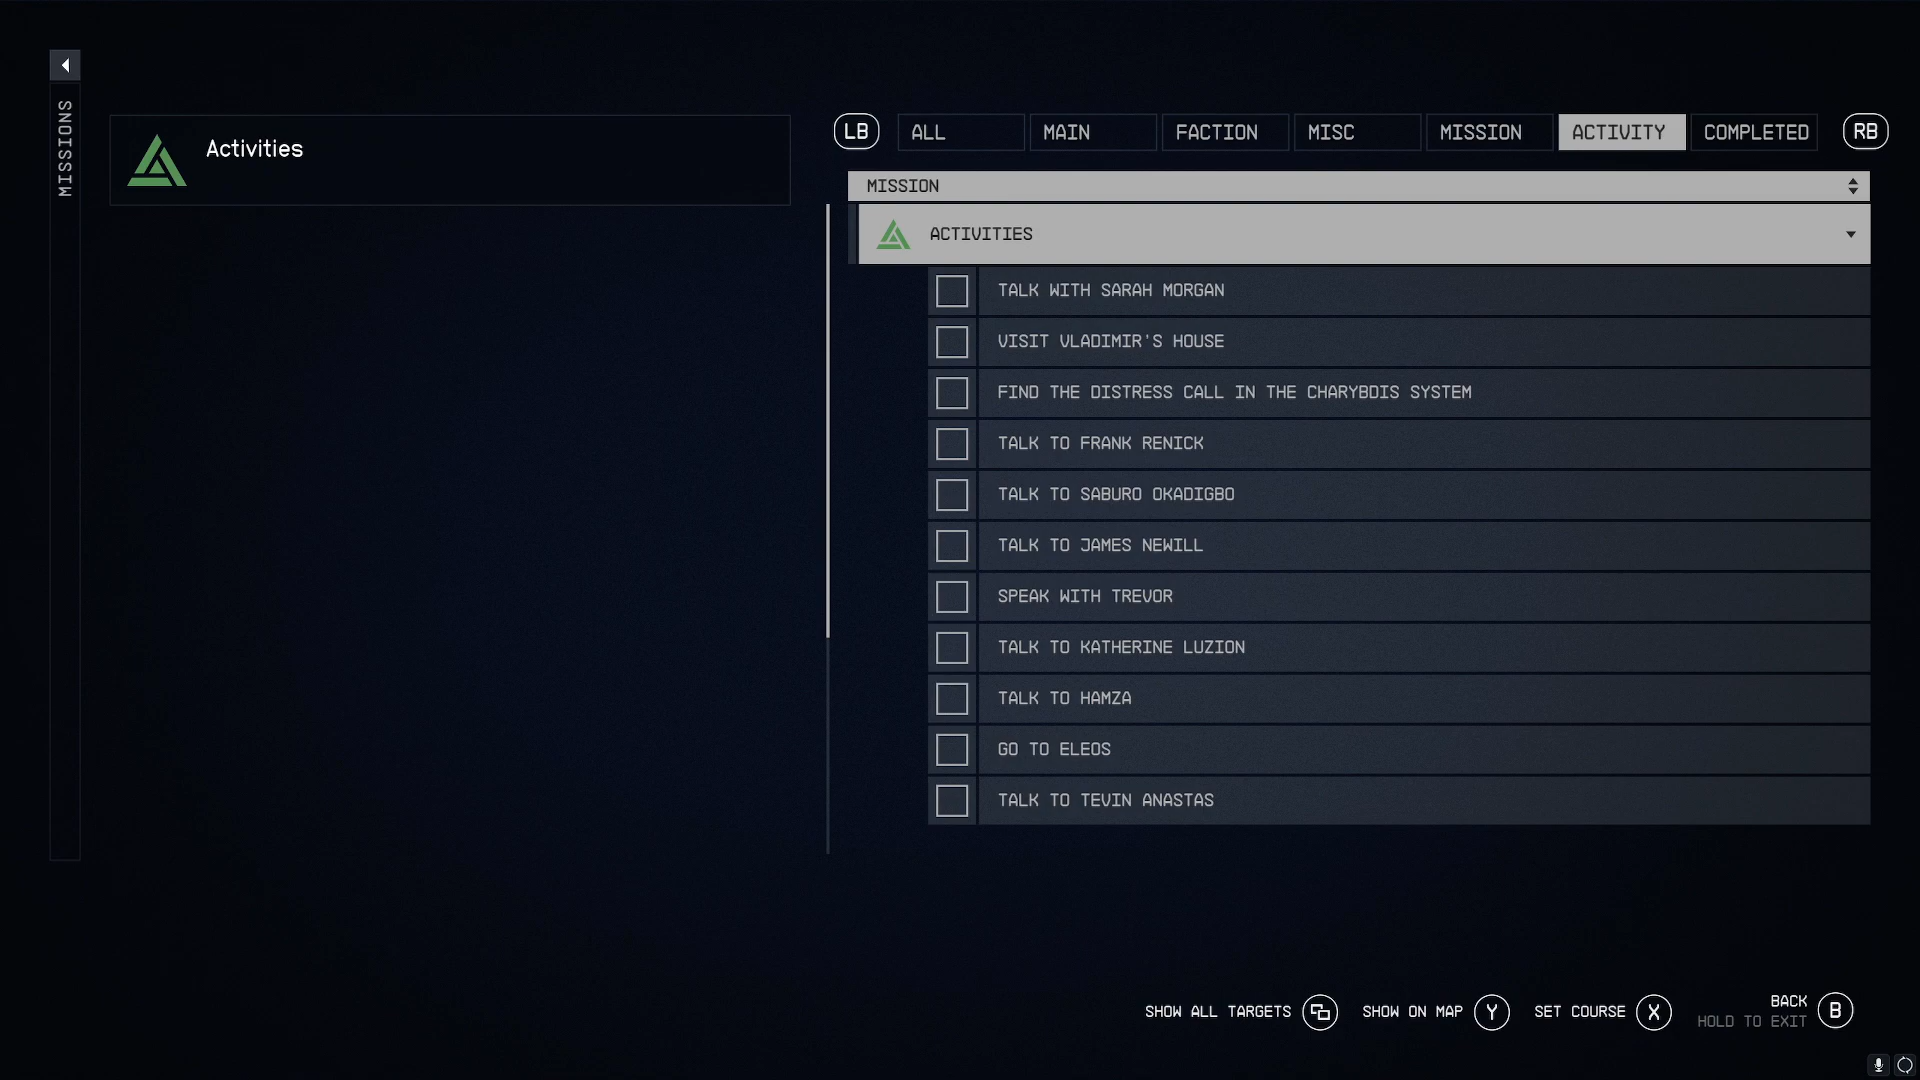 MISSIONS
Activities
LB
ALL
MAIN
FACTION
MISC
MISSION
ACTIVITY
COMPLETED
RB
MISSION
ACTIVITIES
TALK WITH SARAH MORGAN
VISIT VLADIMIR'S HOUSE
FIND THE DISTRESS CALL IN THE CHARYBDIS SYSTEM
TALK TO FRANK RENICK
TALK TO SABURO OKADIGBO
TALK TO JAMES NEWILL
SPEAK WITH TREVOR
TALK TO KATHERINE LUZION
TALK TO HAMZA
GO TO ELEOS
TALK TO TEVIN ANASTAS
SHOW ALL TARGETS
SHOW ON MAP Y
SET COURSE X
BACK B
HOLD TO EXIT